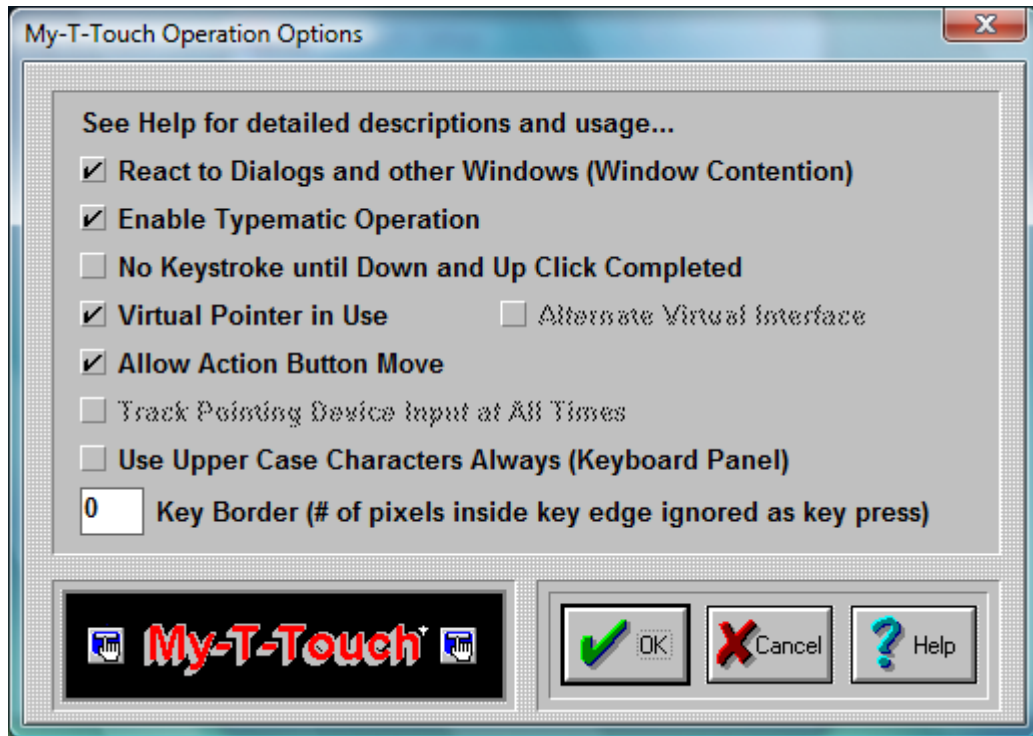 My-T-Touch Operation Options
See Help for detailed descriptions and usage...
React to Dialogs and other Windows (Window Contention)
Enable Typematic Operation
No Keystroke until Down and Up Click Completed
Virtual Pointer in Use Alternate Virtual Interface
Allow Action Button Move
Track Pointing Device Input at All Times
Use Upper Case Characters Always (Keyboard Panel)
0 Key Border (# of pixels inside key edge ignored as key press)
My-T-Touch OK Cancel Help